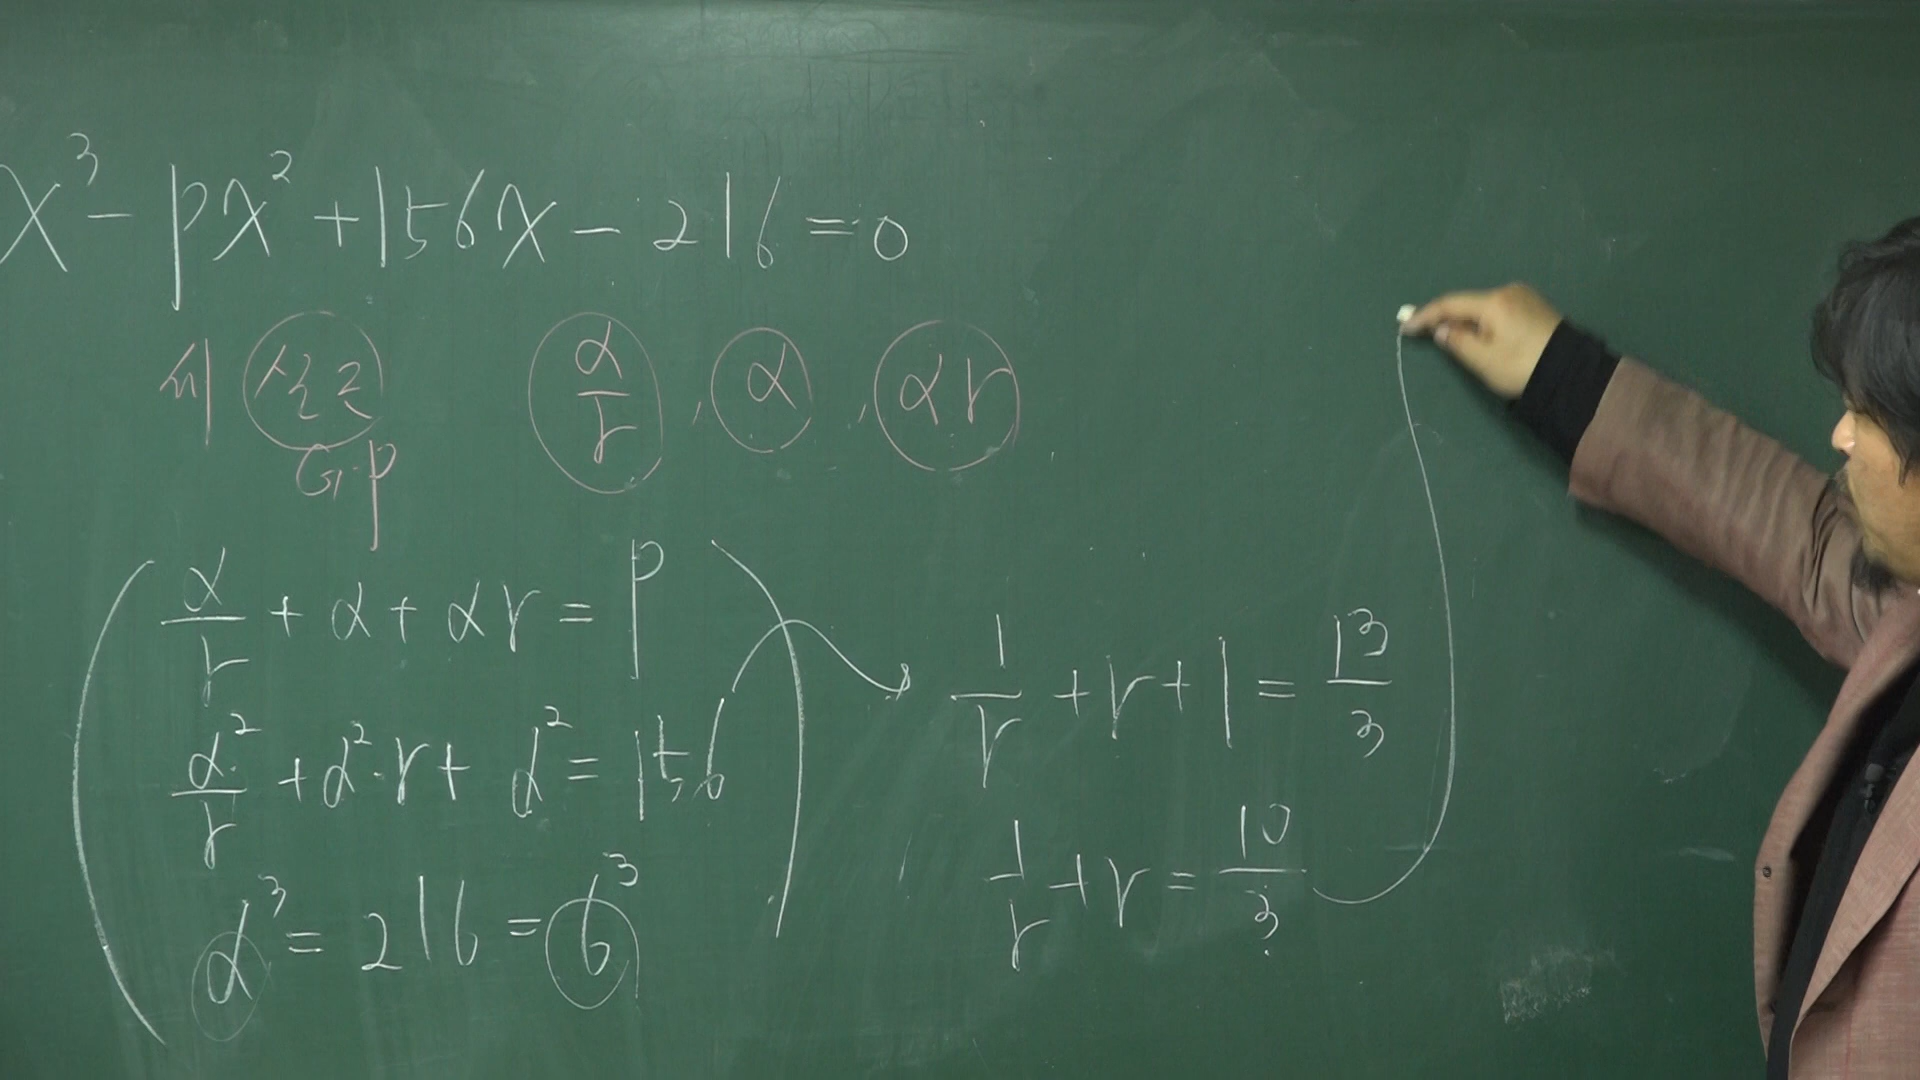 x³ - px² + 156x - 216 = 0
세 실근 α/r , α , αr
G.P
α/r + α + αr = p
α²/r + α²·r + α² = 156
α³ = 216 = 6³
1/r + r + 1 = 13/3
1/r + r = 10/3